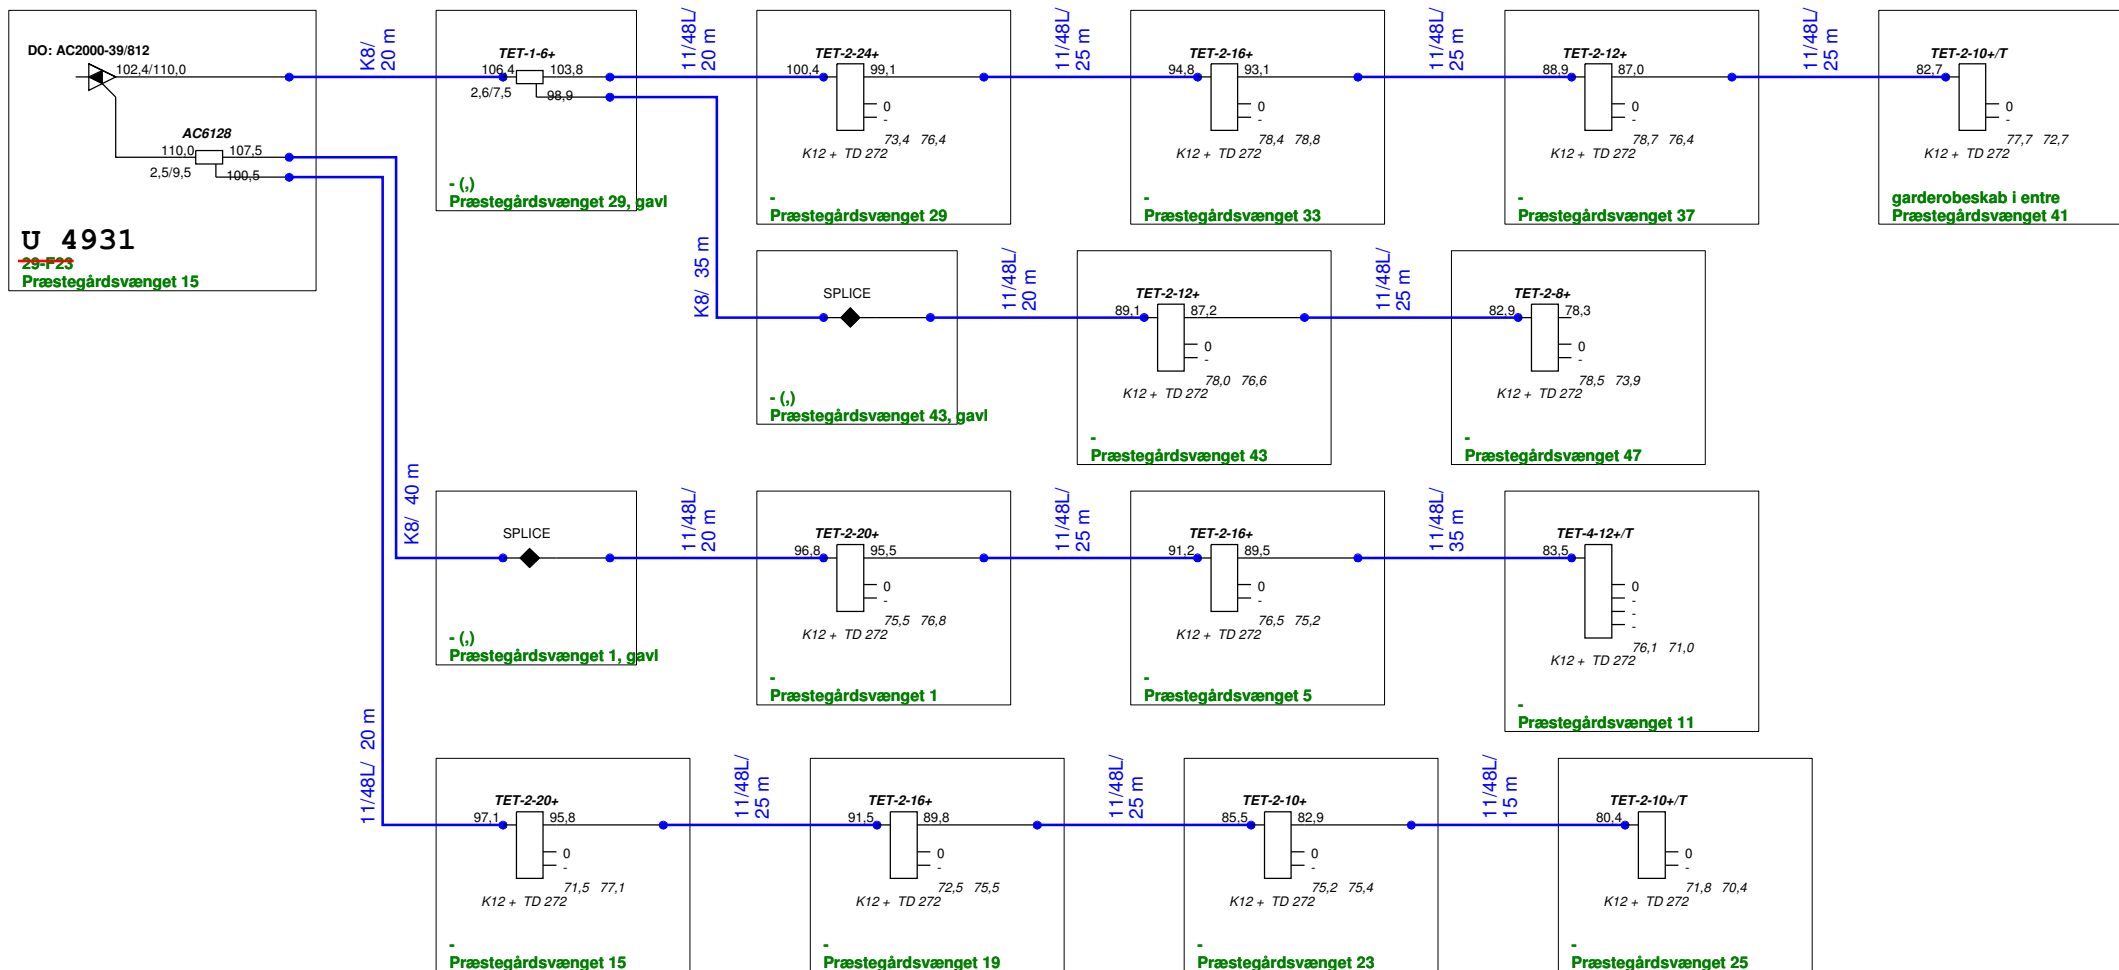 DO: AC2000-39/812
102,4/110,0
AC6128
110,0 107,5
2,5/9,5 100,5
U 4931
29-F23
Præstegårdsvænget 15
K8/
20 m
TET-1-6+
106,4 103,8
2,6/7,5 98,9
- (,)
Præstegårdsvænget 29, gavl
11/48L/
20 m
TET-2-24+
100,4 99,1
0
-
73,4 76,4
K12 + TD 272
-
Præstegårdsvænget 29
11/48L/
25 m
TET-2-16+
94,8 93,1
0
-
78,4 78,8
K12 + TD 272
-
Præstegårdsvænget 33
11/48L/
25 m
TET-2-12+
88,9 87,0
0
-
78,7 76,4
K12 + TD 272
-
Præstegårdsvænget 37
11/48L/
25 m
TET-2-10+/T
82,7
0
-
77,7 72,7
K12 + TD 272
garderobeskab i entre
Præstegårdsvænget 41
K8/ 35 m
SPLICE
- (,)
Præstegårdsvænget 43, gavl
11/48L/
20 m
TET-2-12+
89,1 87,2
0
-
78,0 76,6
K12 + TD 272
-
Præstegårdsvænget 43
11/48L/
25 m
TET-2-8+
82,9 78,3
0
-
78,5 73,9
K12 + TD 272
-
Præstegårdsvænget 47
K8/ 40 m
SPLICE
- (,)
Præstegårdsvænget 1, gavl
11/48L/
20 m
TET-2-20+
96,8 95,5
0
-
75,5 76,8
K12 + TD 272
-
Præstegårdsvænget 1
11/48L/
25 m
TET-2-16+
91,2 89,5
0
-
76,5 75,2
K12 + TD 272
-
Præstegårdsvænget 5
11/48L/
35 m
TET-4-12+/T
83,5
0
-
-
-
76,1 71,0
K12 + TD 272
-
Præstegårdsvænget 11
11/48L/ 20 m
TET-2-20+
97,1 95,8
0
-
71,5 77,1
K12 + TD 272
-
Præstegårdsvænget 15
11/48L/
25 m
TET-2-16+
91,5 89,8
0
-
72,5 75,5
K12 + TD 272
-
Præstegårdsvænget 19
11/48L/
25 m
TET-2-10+
85,5 82,9
0
-
75,2 75,4
K12 + TD 272
-
Præstegårdsvænget 23
11/48L/
15 m
TET-2-10+/T
80,4
0
-
71,8 70,4
K12 + TD 272
-
Præstegårdsvænget 25